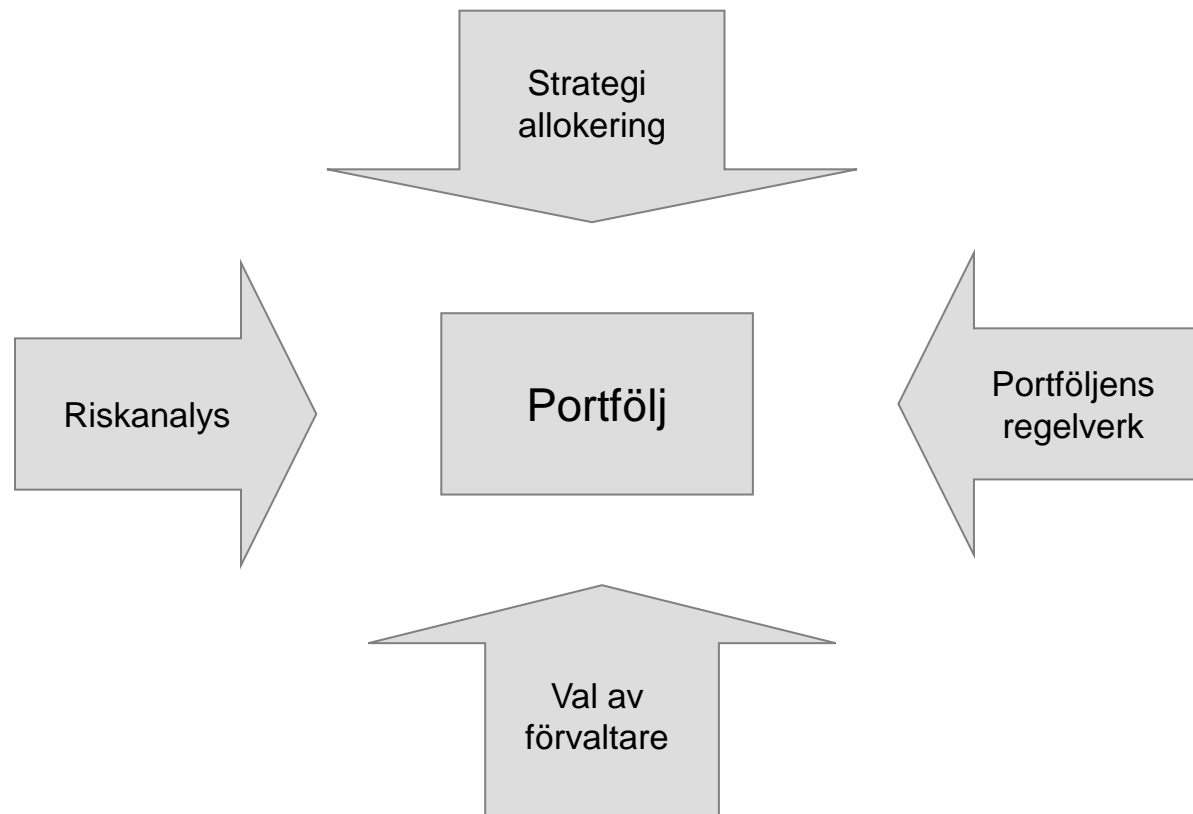 Strategi
allokering
Riskanalys
Portfölj
Portföljens
regelverk
Val av
förvaltare